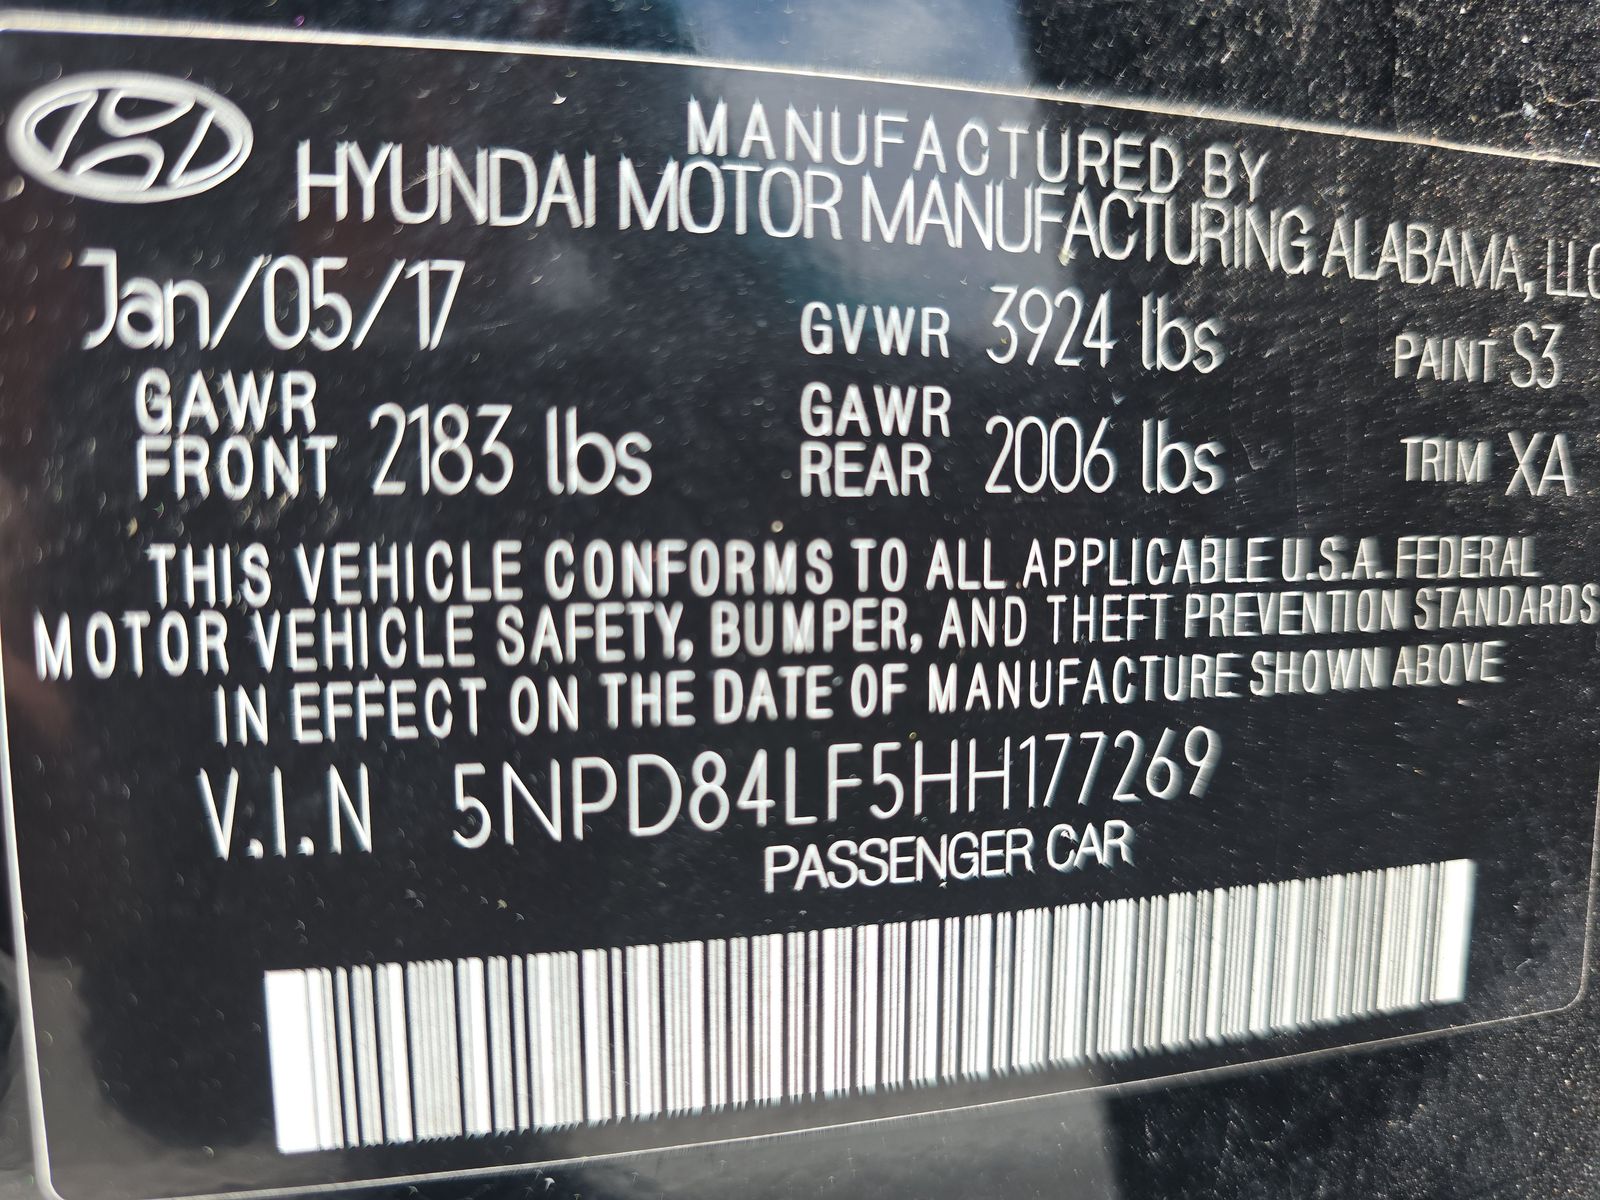 MANUFACTURED BY
HYUNDAI MOTOR MANUFACTURING ALABAMA, LLC
Jan/05/17 GVWR 3924 lbs PAINT S3
GAWR FRONT 2183 lbs GAWR REAR 2006 lbs TRIM XA
THIS VEHICLE CONFORMS TO ALL APPLICABLE U.S.A. FEDERAL
MOTOR VEHICLE SAFETY, BUMPER, AND THEFT PREVENTION STANDARDS
IN EFFECT ON THE DATE OF MANUFACTURE SHOWN ABOVE
V.I.N 5NPD84LF5HH177269
PASSENGER CAR